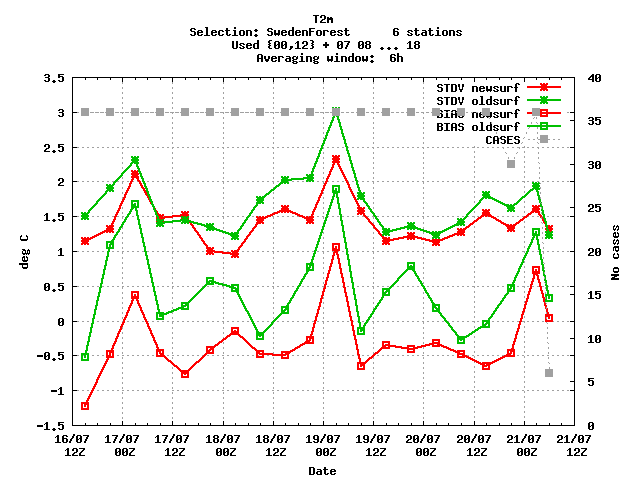 T2m
Selection: SwedenForest 6 stations
Used {00,12} + 07 08 ... 18
Averaging window: 6h
STDV newsurf
STDV oldsurf
BIAS newsurf
BIAS oldsurf
CASES
3.5
3
2.5
2
1.5
1
0.5
0
-0.5
-1
-1.5
deg C
40
35
30
25
20
15
10
5
0
No cases
16/07 17/07 17/07 18/07 18/07 19/07 19/07 20/07 20/07 21/07 21/07
12Z 00Z 12Z 00Z 12Z 00Z 12Z 00Z 12Z 00Z 12Z
Date